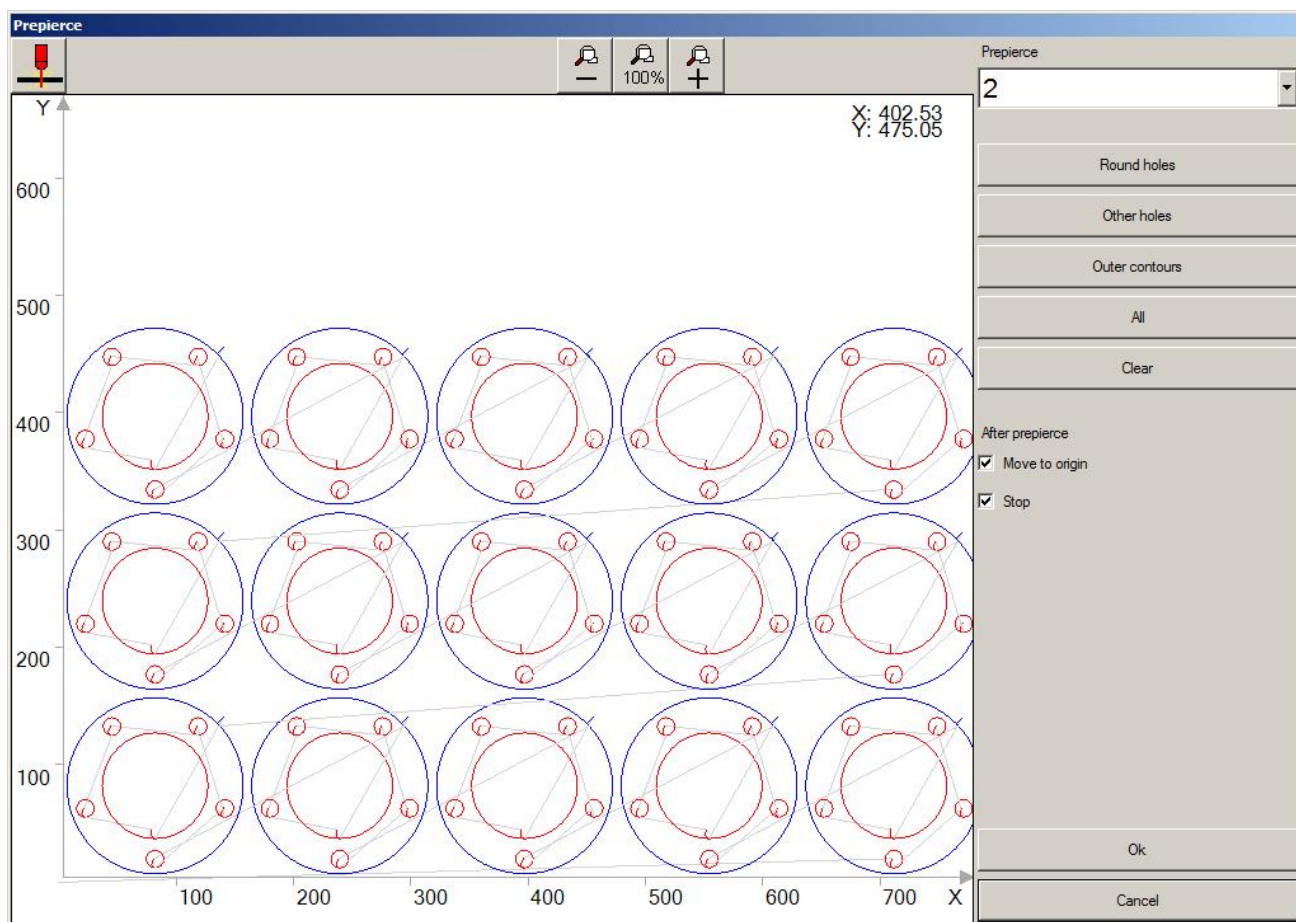 Prepierce
100%
Prepierce
2
Y
X: 402.53
Y: 475.05
Round holes
600
Other holes
Outer contours
500
All
Clear
400
After prepierce
Move to origin
Stop
300
200
100
Ok
100 200 300 400 500 600 700 X
Cancel